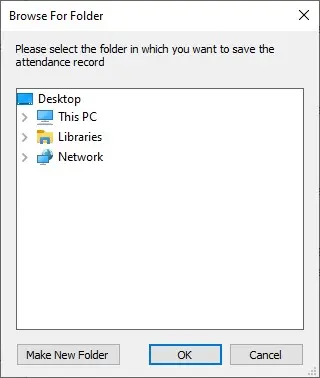 Browse For Folder
Please select the folder in which you want to save the
attendance record
Desktop
This PC
Libraries
Network
Make New Folder
OK
Cancel